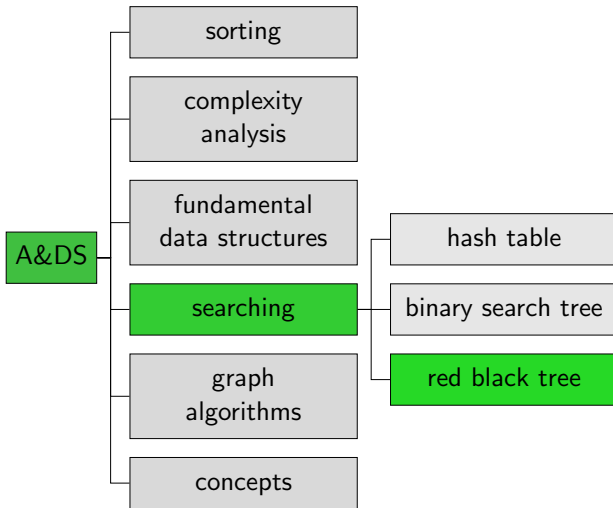 sorting
complexity
analysis
fundamental
data structures
A&DS
hash table
searching
binary search tree
red black tree
graph
algorithms
concepts